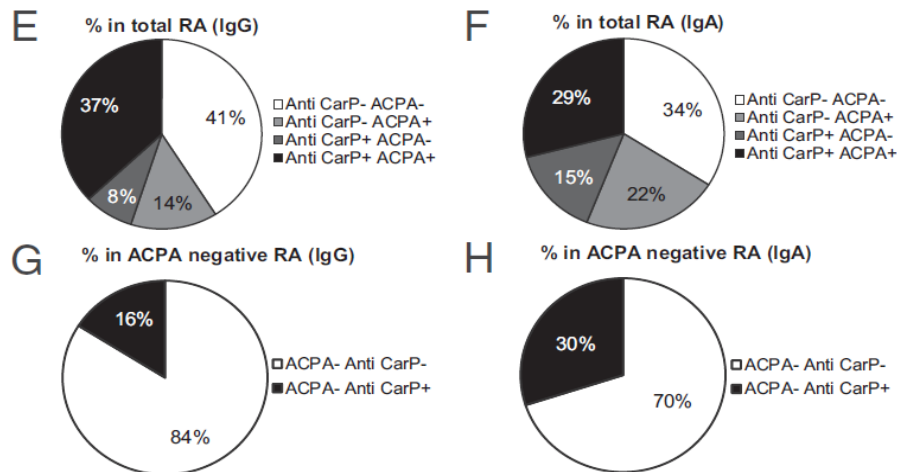 E
% in total RA (IgG)
37%
41%
8%
14%
Anti CarP- ACPA-
Anti CarP- ACPA+
Anti CarP+ ACPA-
Anti CarP+ ACPA+
F
% in total RA (IgA)
29%
34%
15%
22%
Anti CarP- ACPA-
Anti CarP- ACPA+
Anti CarP+ ACPA-
Anti CarP+ ACPA+
G
% in ACPA negative RA (IgG)
16%
84%
ACPA- Anti CarP-
ACPA- Anti CarP+
H
% in ACPA negative RA (IgA)
30%
70%
ACPA- Anti CarP-
ACPA- Anti CarP+